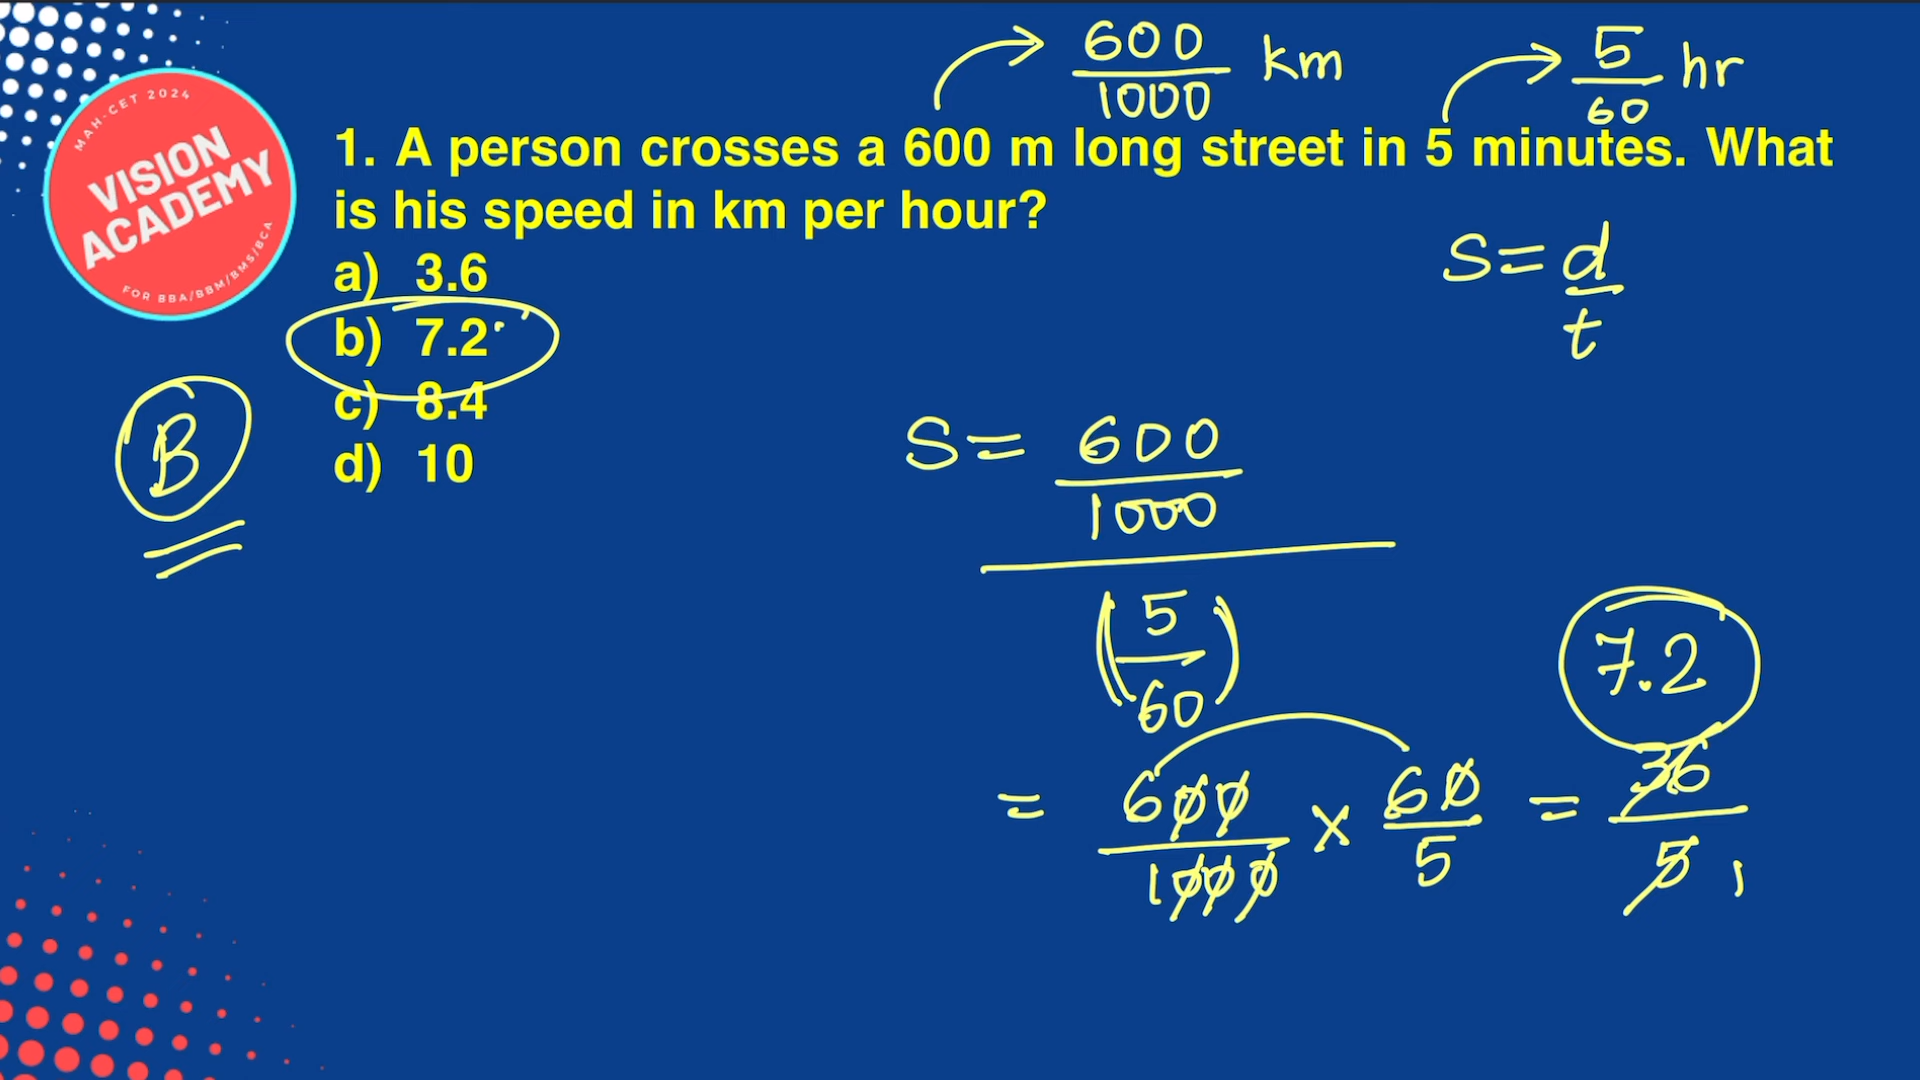 600
1000 km
5
60 hr
MAH-CET 2024
VISION
ACADEMY
FOR BBA/BBM/BMS/BCA
1. A person crosses a 600 m long street in 5 minutes. What
is his speed in km per hour?
a) 3.6
b) 7.2
c) 8.4
d) 10
B
S = d
t
S = 600
1000
(5
60)
= 600 × 60 = 36
1000 5 5 1
7.2